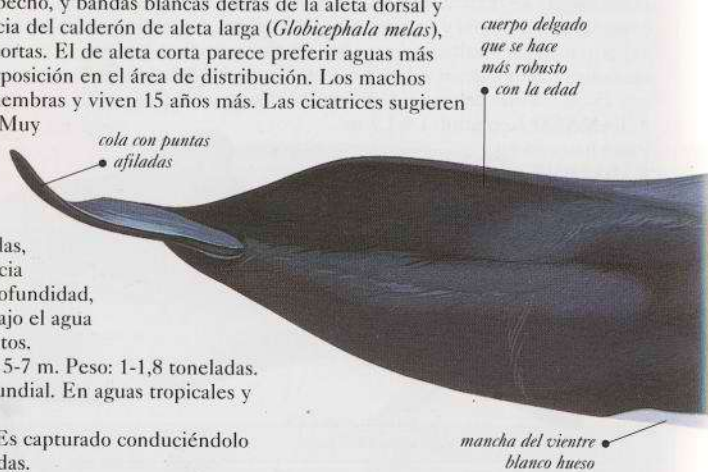 pecho, y bandas blancas detrás de la aleta dorsal y
cia del calderón de aleta larga (Globicephala melas),
ortas. El de aleta corta parece preferir aguas más
posición en el área de distribución. Los machos
embras y viven 15 años más. Las cicatrices sugieren
Muy
cuerpo delgado
que se hace
más robusto
con la edad
cola con puntas
afiladas
las,
cia
ofundidad,
ajo el agua
tos.
5-7 m. Peso: 1-1,8 toneladas.
undial. En aguas tropicales y
Es capturado conduciéndolo
das.
mancha del vientre
blanco hueso